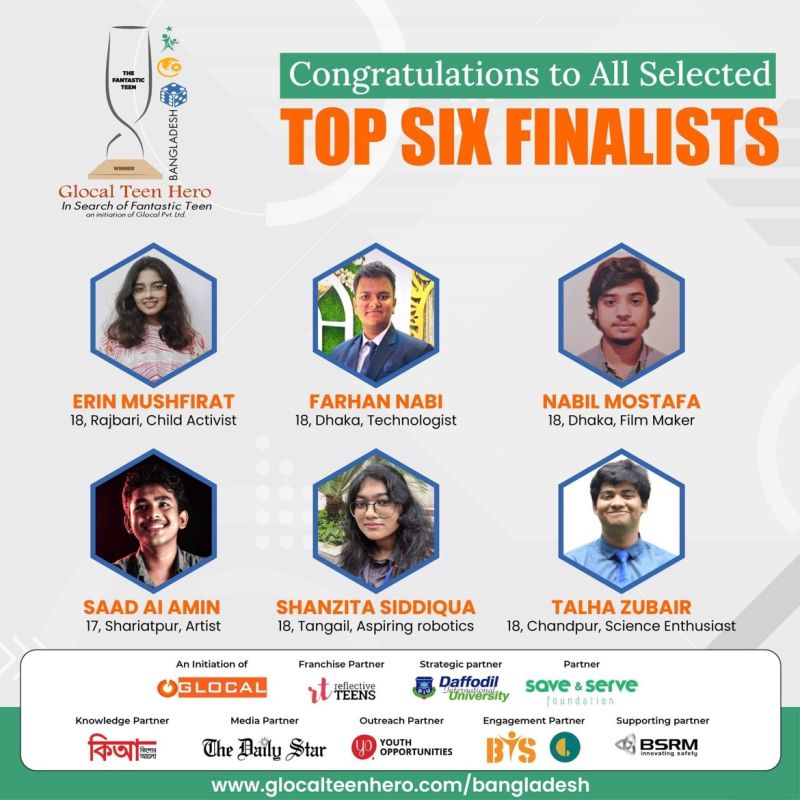 THE
FANTASTIC
TEEN
BANGLADESH
WINNER
Glocal Teen Hero
In Search of Fantastic Teen
an initiation of Glocal Pvt. Ltd.
Congratulations to All Selected
TOP SIX FINALISTS
ERIN MUSHFIRAT
18, Rajbari, Child Activist
FARHAN NABI
18, Dhaka, Technologist
NABIL MOSTAFA
18, Dhaka, Film Maker
SAAD AI AMIN
17, Shariatpur, Artist
SHANZITA SIDDIQUA
18, Tangail, Aspiring robotics
TALHA ZUBAIR
18, Chandpur, Science Enthusiast
An Initiation of
GLOCAL
Franchise Partner
rt reflective
TEENS
Strategic partner
Daffodil
International
University
Partner
save & serve
foundation
Knowledge Partner
কিআ কিশোর
আলো
Media Partner
The Daily Star
Outreach Partner
yo YOUTH
OPPORTUNITIES
Engagement Partner
BYS
Supporting partner
BSRM
innovating safety
www.glocalteenhero.com/bangladesh